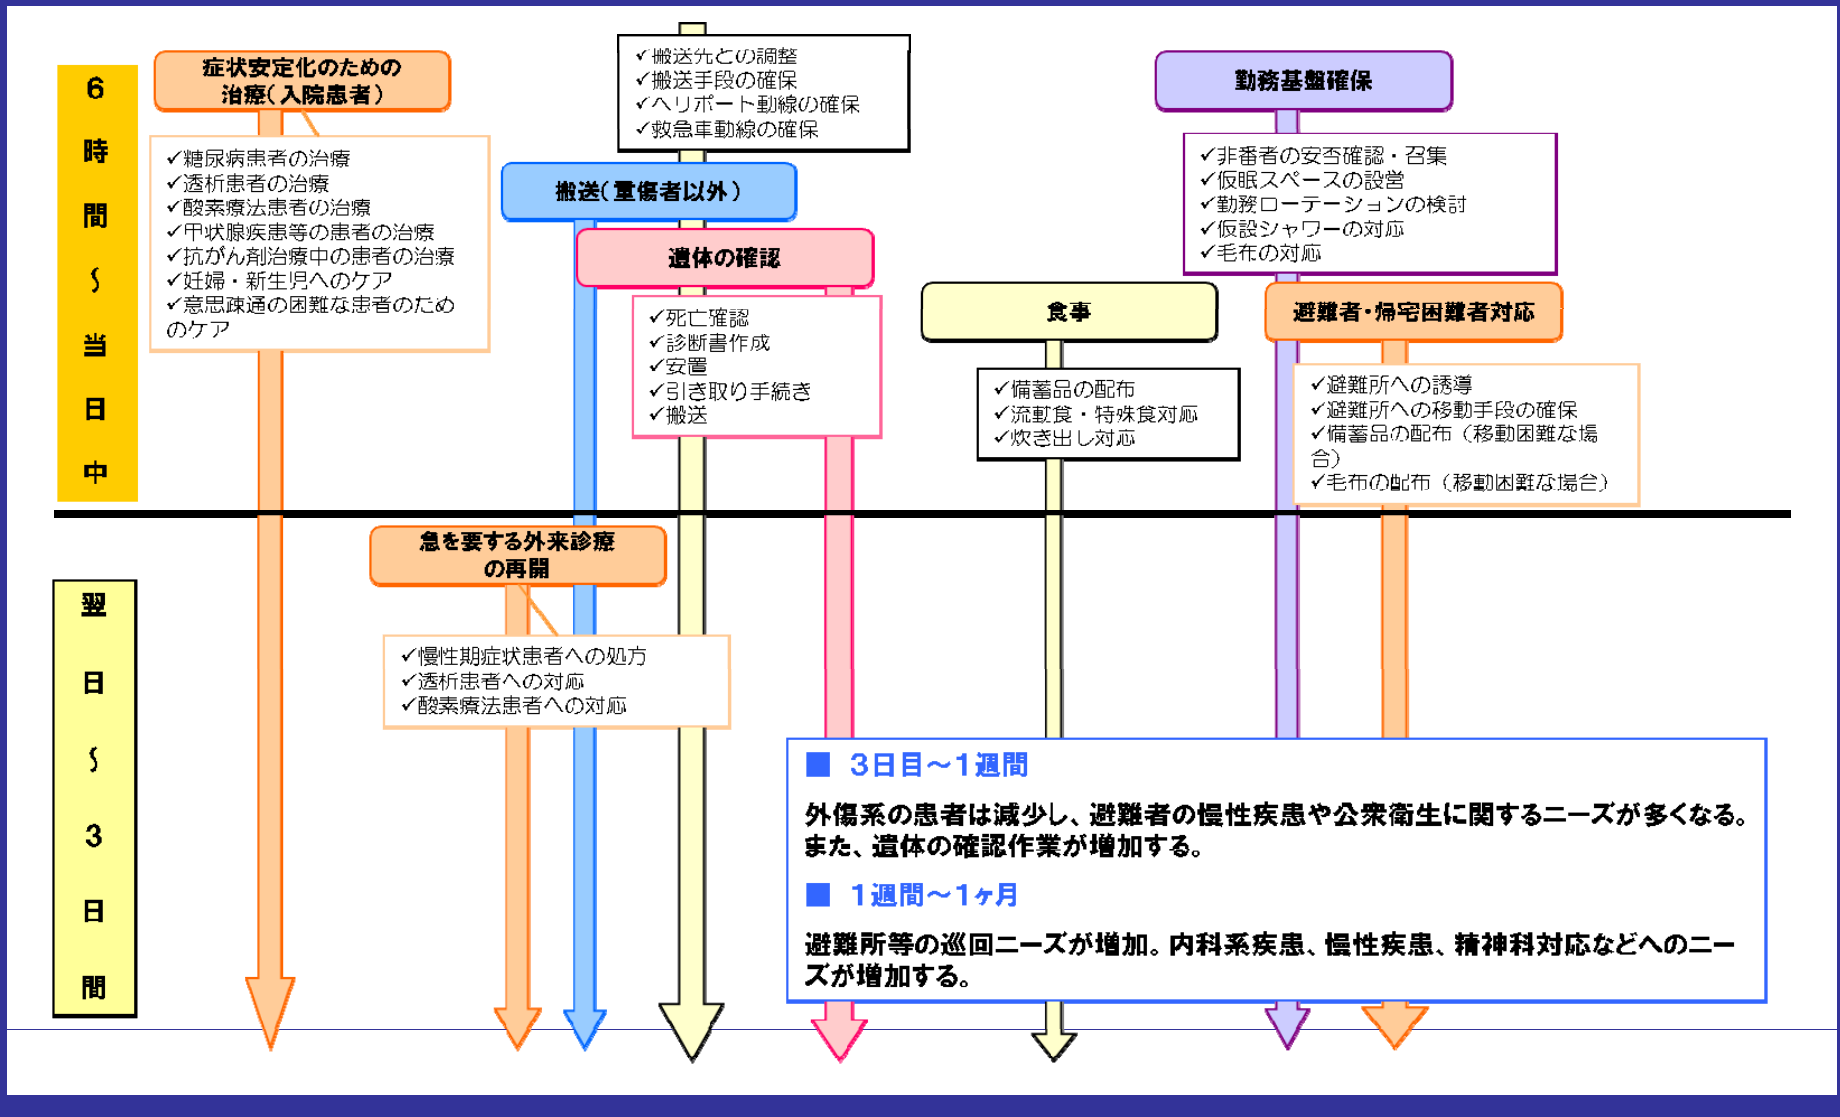 6時間～当日中
症状安定化のための
治療（入院患者）
✓糖尿病患者の治療
✓透析患者の治療
✓酸素療法患者の治療
✓甲状腺疾患等の患者の治療
✓抗がん剤治療中の患者の治療
✓妊婦・新生児へのケア
✓意思疎通の困難な患者のため
のケア
✓搬送先との調整
✓搬送手段の確保
✓ヘリポート動線の確保
✓救急車動線の確保
搬送（重傷者以外）
遺体の確認
✓死亡確認
✓診断書作成
✓安置
✓引き取り手続き
✓搬送
食事
✓備蓄品の配布
✓流動食・特殊食対応
✓炊き出し対応
勤務基盤確保
✓非番者の安否確認・召集
✓仮眠スペースの設営
✓勤務ローテーションの検討
✓仮設シャワーの対応
✓毛布の対応
避難者・帰宅困難者対応
✓避難所への誘導
✓避難所への移動手段の確保
✓備蓄品の配布（移動困難な場
合）
✓毛布の配布（移動困難な場合）
翌日～3日間
急を要する外来診療
の再開
✓慢性期症状患者への処方
✓透析患者への対応
✓酸素療法患者への対応
■ 3日目～1週間
外傷系の患者は減少し、避難者の慢性疾患や公衆衛生に関するニーズが多くなる。
また、遺体の確認作業が増加する。
■ 1週間～1ヶ月
避難所等の巡回ニーズが増加。内科系疾患、慢性疾患、精神科対応などへのニー
ズが増加する。